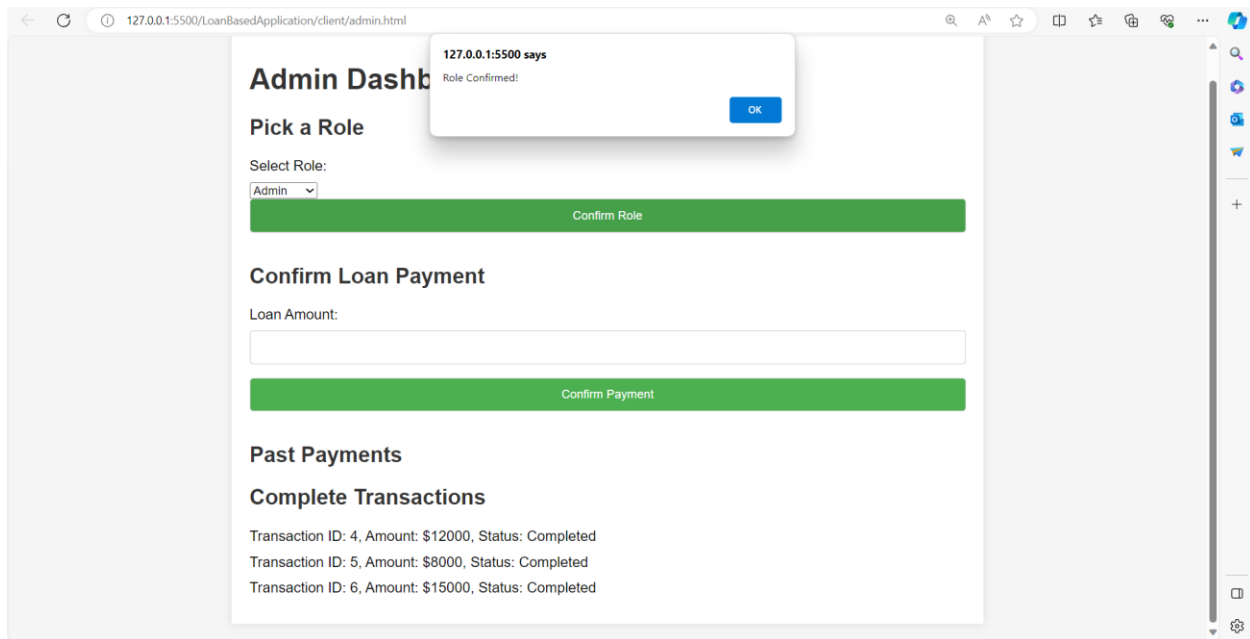 127.0.0.1:5500/LoanBasedApplication/client/admin.html
127.0.0.1:5500 says
Role Confirmed!
OK
Admin Dashb
Pick a Role
Select Role:
Admin
Confirm Role
Confirm Loan Payment
Loan Amount:
Confirm Payment
Past Payments
Complete Transactions
Transaction ID: 4, Amount: $12000, Status: Completed
Transaction ID: 5, Amount: $8000, Status: Completed
Transaction ID: 6, Amount: $15000, Status: Completed